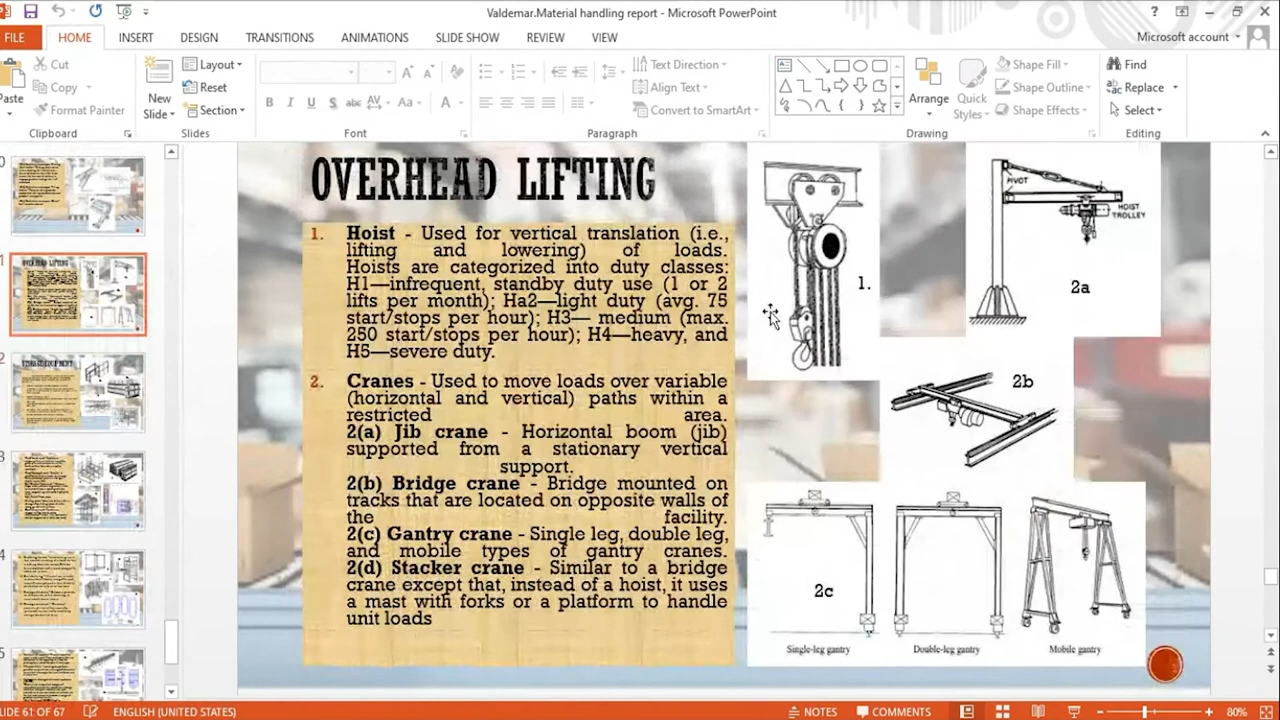 Valdemar.Material handling report - Microsoft PowerPoint
?
FILE
HOME
INSERT
DESIGN
TRANSITIONS
ANIMATIONS
SLIDE SHOW
REVIEW
VIEW
Microsoft account
Paste
Cut
Copy
Format Painter
Clipboard
New
Slide
Layout
Reset
Section
Slides
B I U S abc AV Aa A
Font
Text Direction
Align Text
Convert to SmartArt
Paragraph
Arrange
Quick
Styles
Shape Fill
Shape Outline
Shape Effects
Drawing
Find
Replace
Select
Editing
OVERHEAD LIFTING
1. Hoist - Used for vertical translation (i.e.,
lifting and lowering) of loads.
Hoists are categorized into duty classes:
H1—infrequent, standby duty use (1 or 2
lifts per month); Ha2—light duty (avg. 75
start/stops per hour); H3— medium (max.
250 start/stops per hour); H4—heavy, and
H5—severe duty.
2. Cranes - Used to move loads over variable
(horizontal and vertical) paths within a
restricted area.
2(a) Jib crane - Horizontal boom (jib)
supported from a stationary vertical
support.
2(b) Bridge crane - Bridge mounted on
tracks that are located on opposite walls of
the facility.
2(c) Gantry crane - Single leg, double leg,
and mobile types of gantry cranes.
2(d) Stacker crane - Similar to a bridge
crane except that, instead of a hoist, it uses
a mast with forks or a platform to handle
unit loads
1.
PIVOT
HOIST
TROLLEY
2a
2b
2c
Single-leg gantry
Double-leg gantry
Mobile gantry
SLIDE 61 OF 67
ENGLISH (UNITED STATES)
NOTES
COMMENTS
80%